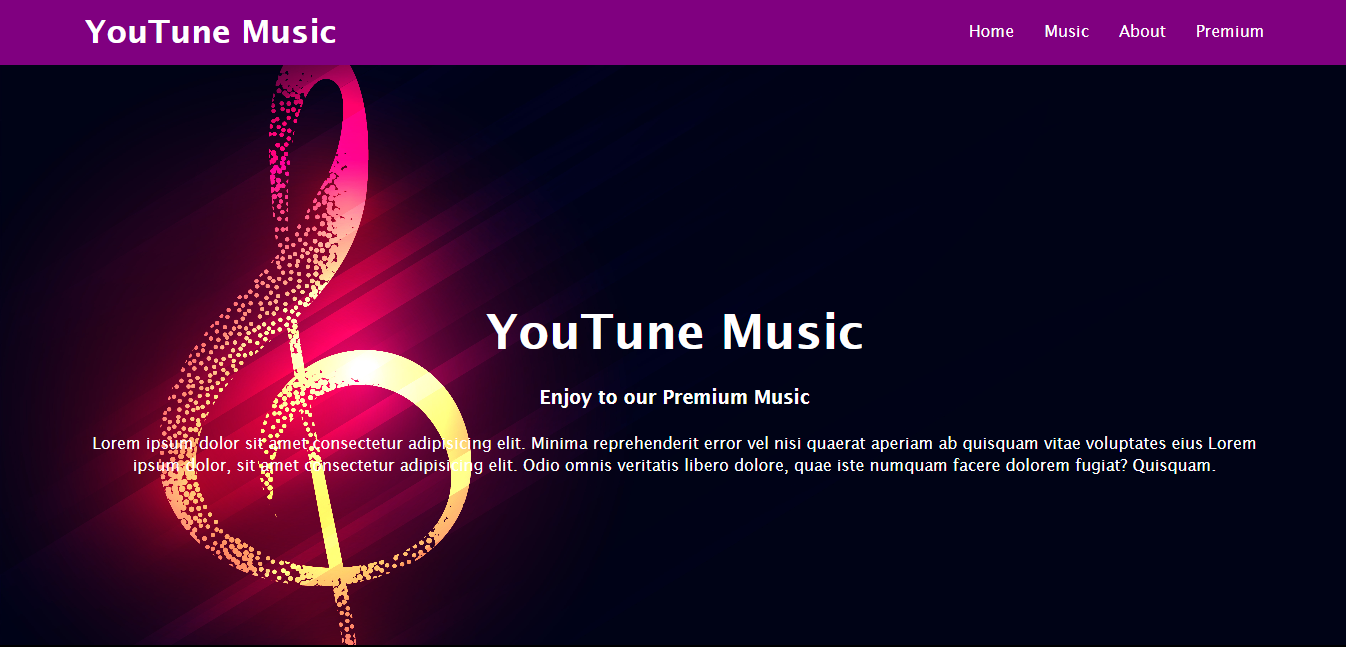 YouTune Music
Home Music About Premium
YouTune Music
Enjoy to our Premium Music
Lorem ipsum dolor sit amet consectetur adipisicing elit. Minima reprehenderit error vel nisi quaerat aperiam ab quisquam vitae voluptates eius Lorem
ipsum dolor, sit amet consectetur adipisicing elit. Odio omnis veritatis libero dolore, quae iste numquam facere dolorem fugiat? Quisquam.